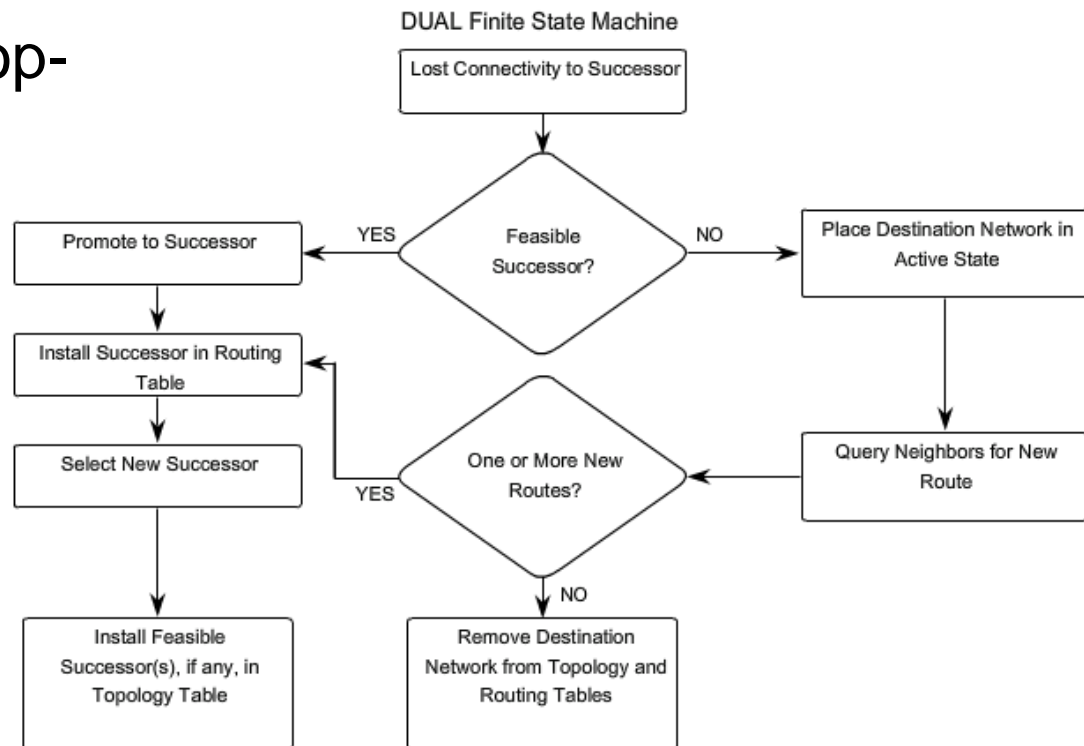 op-
DUAL Finite State Machine
Lost Connectivity to Successor
YES
Feasible
Successor?
NO
Promote to Successor
Place Destination Network in
Active State
Install Successor in Routing
Table
Select New Successor
YES
One or More New
Routes?
Query Neighbors for New
Route
NO
Install Feasible
Successor(s), if any, in
Topology Table
Remove Destination
Network from Topology and
Routing Tables